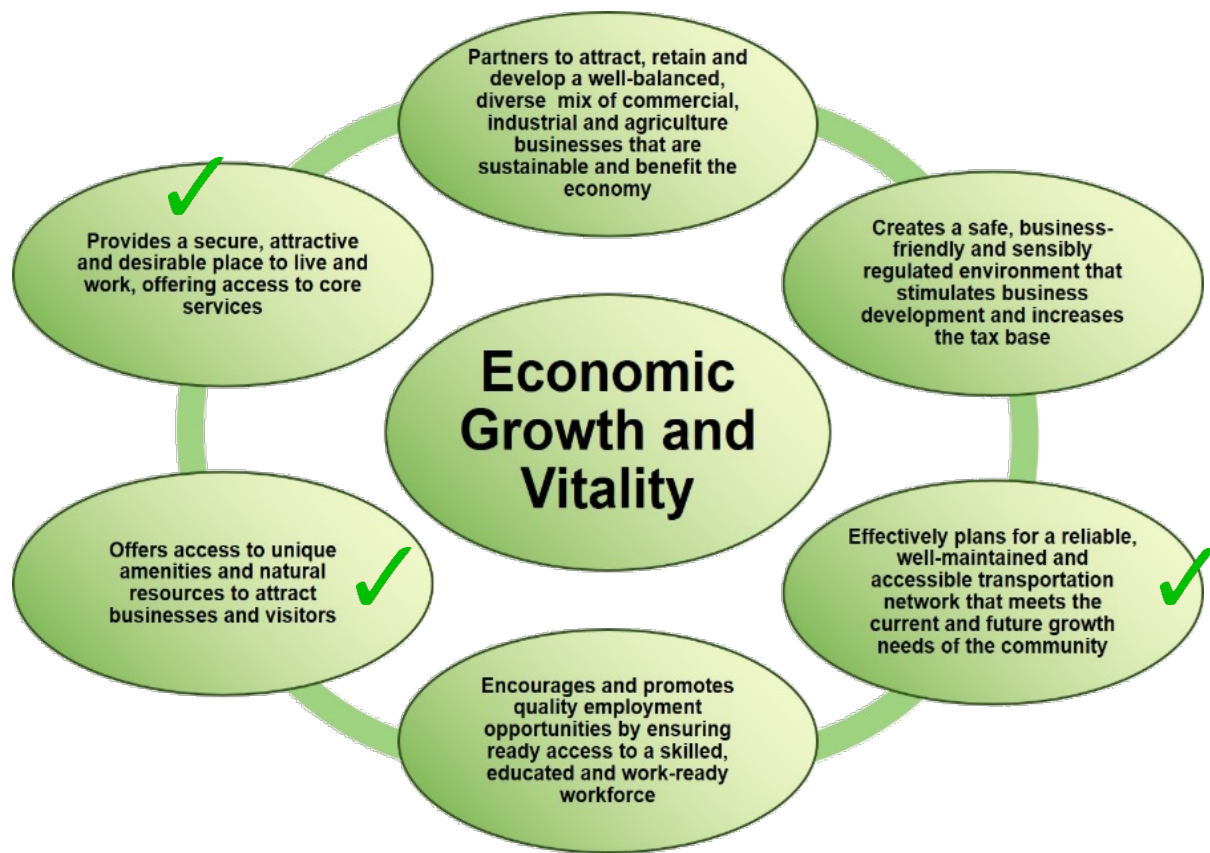 Partners to attract, retain and
develop a well-balanced,
diverse mix of commercial,
industrial and agriculture
businesses that are
sustainable and benefit the
economy
Creates a safe, business-
friendly and sensibly
regulated environment that
stimulates business
development and increases
the tax base
Effectively plans for a reliable,
well-maintained and
accessible transportation
network that meets the
current and future growth
needs of the community
Encourages and promotes
quality employment
opportunities by ensuring
ready access to a skilled,
educated and work-ready
workforce
Offers access to unique
amenities and natural
resources to attract
businesses and visitors
Provides a secure, attractive
and desirable place to live and
work, offering access to core
services
Economic
Growth and
Vitality